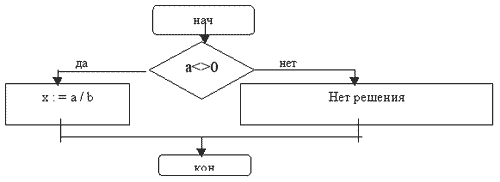 нач
да
a<>0
нет
x : = a / b
Нет решения
кон